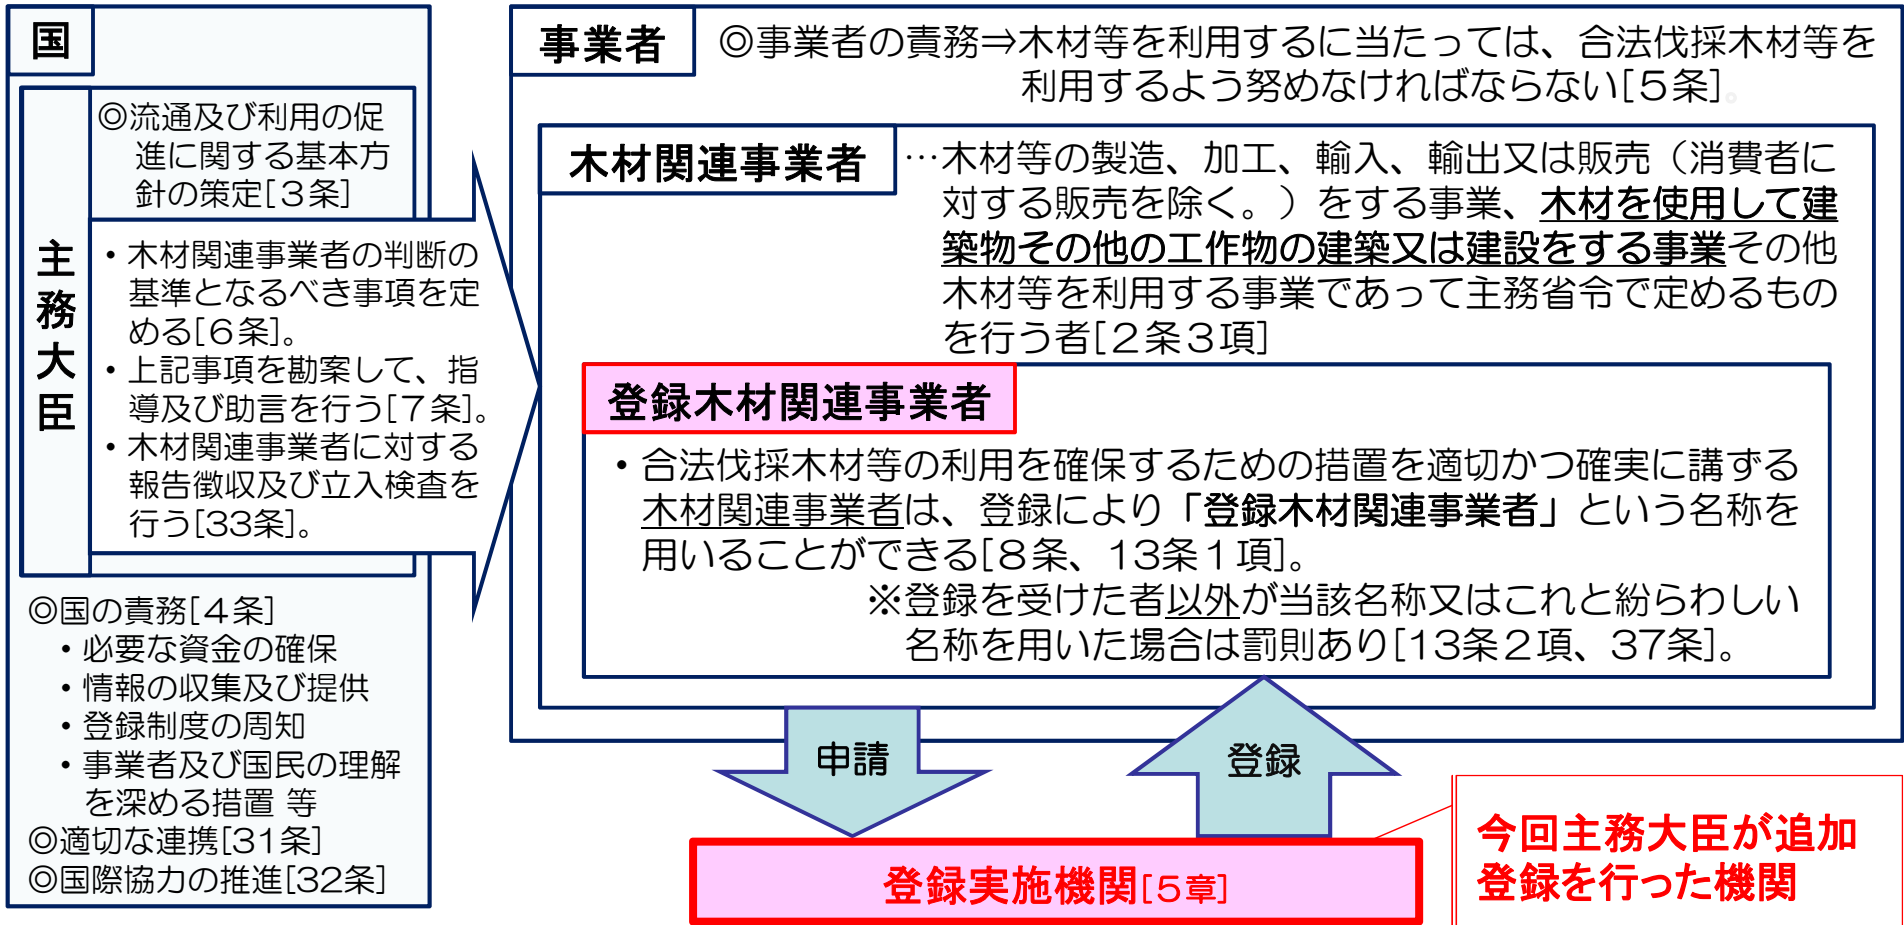 国
主務大臣
◎流通及び利用の促
進に関する基本方
針の策定[３条]
・木材関連事業者の判断の
基準となるべき事項を定
める[６条]。
・上記事項を勘案して、指
導及び助言を行う[７条]。
・木材関連事業者に対する
報告徴収及び立入検査を
行う[33条]。
◎国の責務[４条]
・必要な資金の確保
・情報の収集及び提供
・登録制度の周知
・事業者及び国民の理解
を深める措置 等
◎適切な連携[31条]
◎国際協力の推進[32条]
事業者
◎事業者の責務⇒木材等を利用するに当たっては、合法伐採木材等を
利用するよう努めなければならない[５条]。
木材関連事業者
…木材等の製造、加工、輸入、輸出又は販売（消費者に
対する販売を除く。）をする事業、木材を使用して建
築物その他の工作物の建築又は建設をする事業その他
木材等を利用する事業であって主務省令で定めるもの
を行う者[２条３項]
登録木材関連事業者
・合法伐採木材等の利用を確保するための措置を適切かつ確実に講ずる
木材関連事業者は、登録により「登録木材関連事業者」という名称を
用いることができる[８条、13条１項]。
※登録を受けた者以外が当該名称又はこれと紛らわしい
名称を用いた場合は罰則あり[13条２項、37条]。
申請
登録
登録実施機関[５章]
今回主務大臣が追加
登録を行った機関